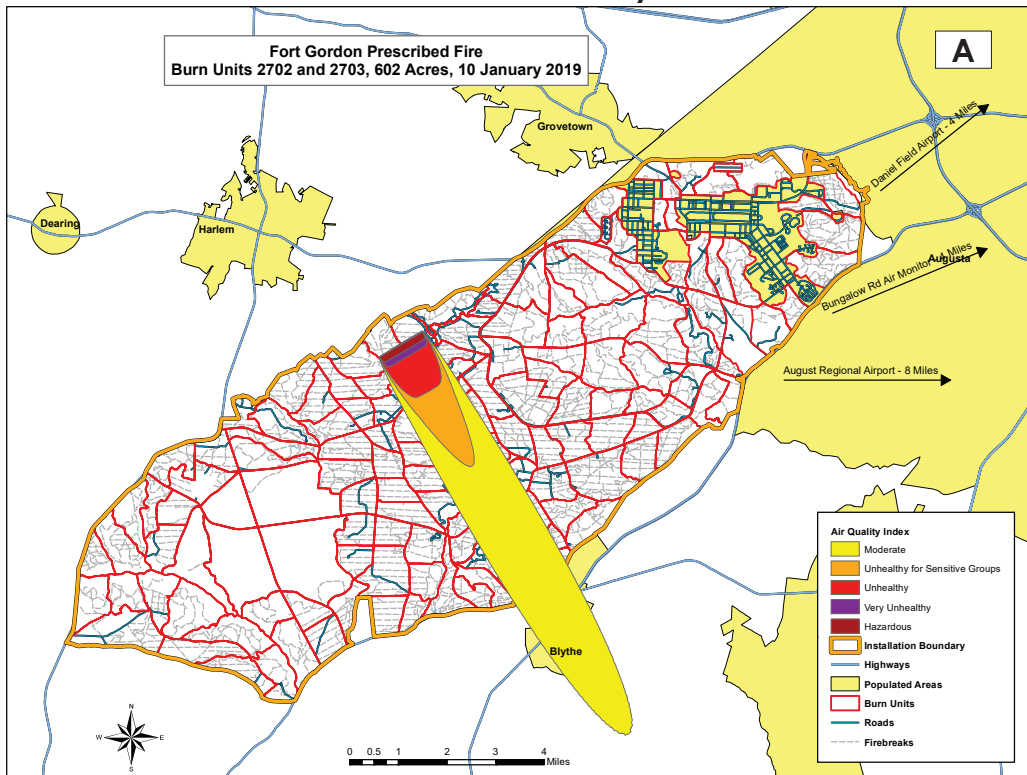 Fort Gordon Prescribed Fire
Burn Units 2702 and 2703, 602 Acres, 10 January 2019
A
Grovetown
Daniel Field Airport - 4 Miles
Dearing
Harlem
Augusta
Bungalow Rd Air Monitor - Miles
August Regional Airport - 8 Miles
Blythe
Air Quality Index
Moderate
Unhealthy for Sensitive Groups
Unhealthy
Very Unhealthy
Hazardous
Installation Boundary
Highways
Populated Areas
Burn Units
Roads
Firebreaks
N
W
E
S
0 0.5 1 2 3 4
Miles